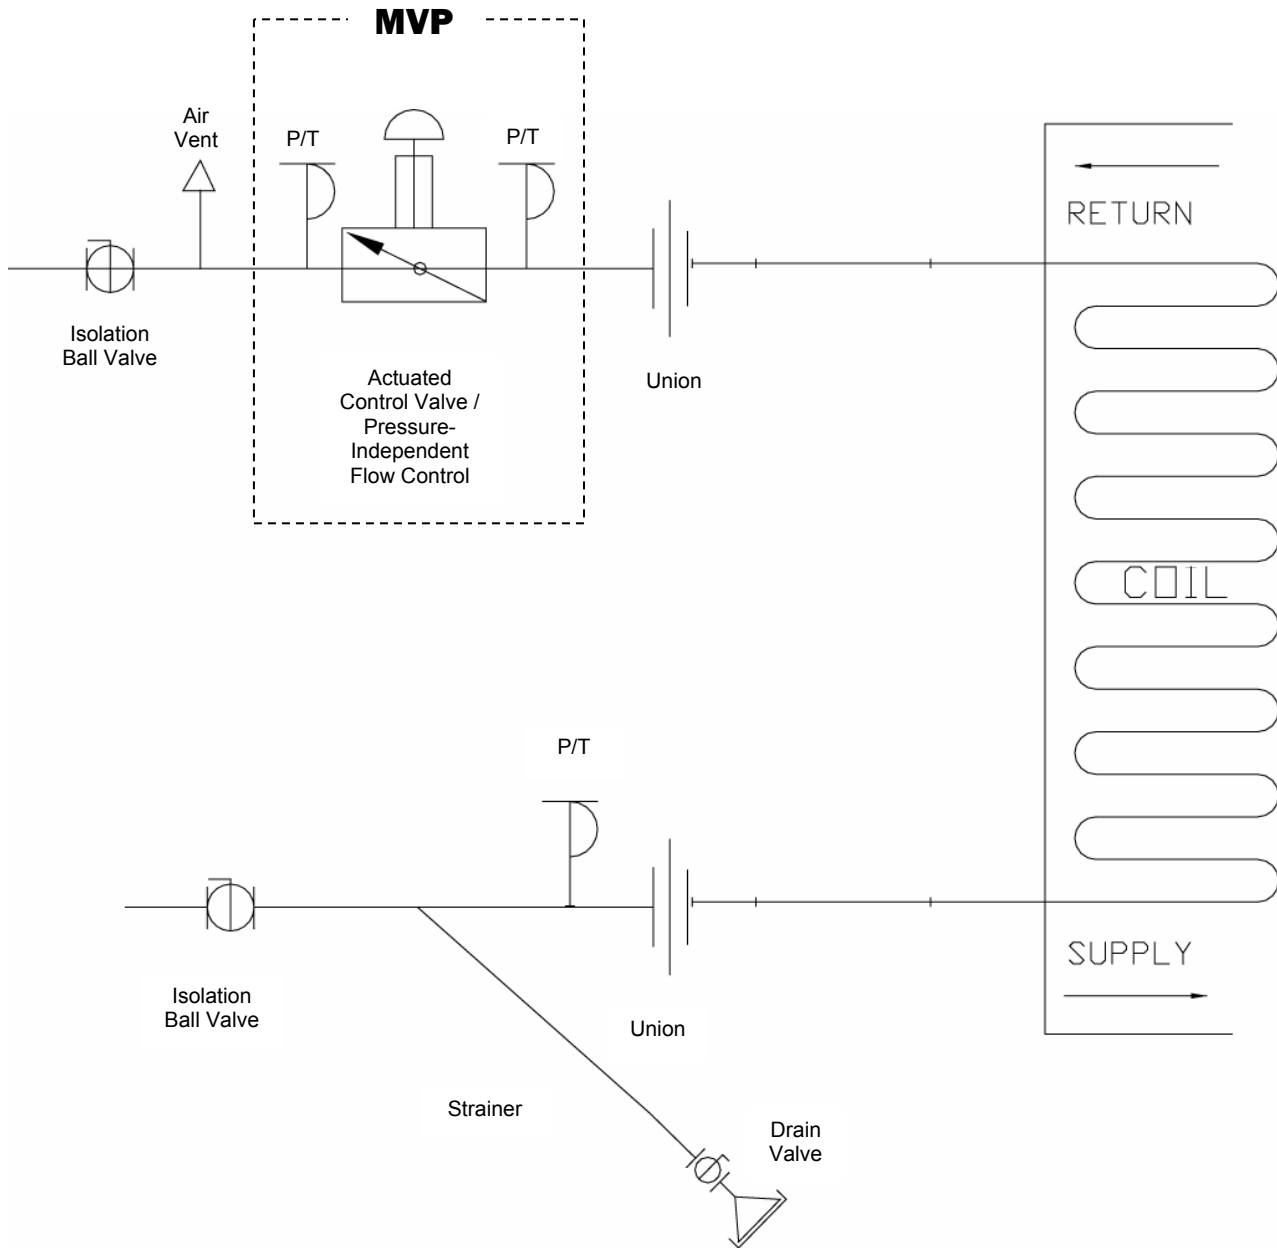 MVP
Air
Vent
P/T
P/T
RETURN
Isolation
Ball Valve
Actuated
Control Valve /
Pressure-
Independent
Flow Control
Union
COIL
P/T
SUPPLY
Isolation
Ball Valve
Union
Strainer
Drain
Valve